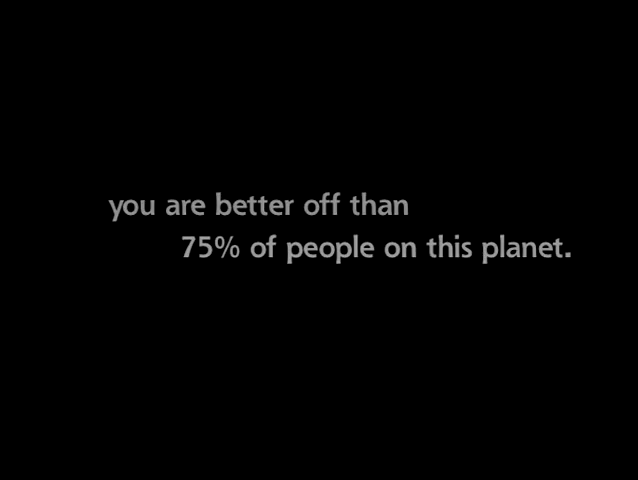 you are better off than
75% of people on this planet.